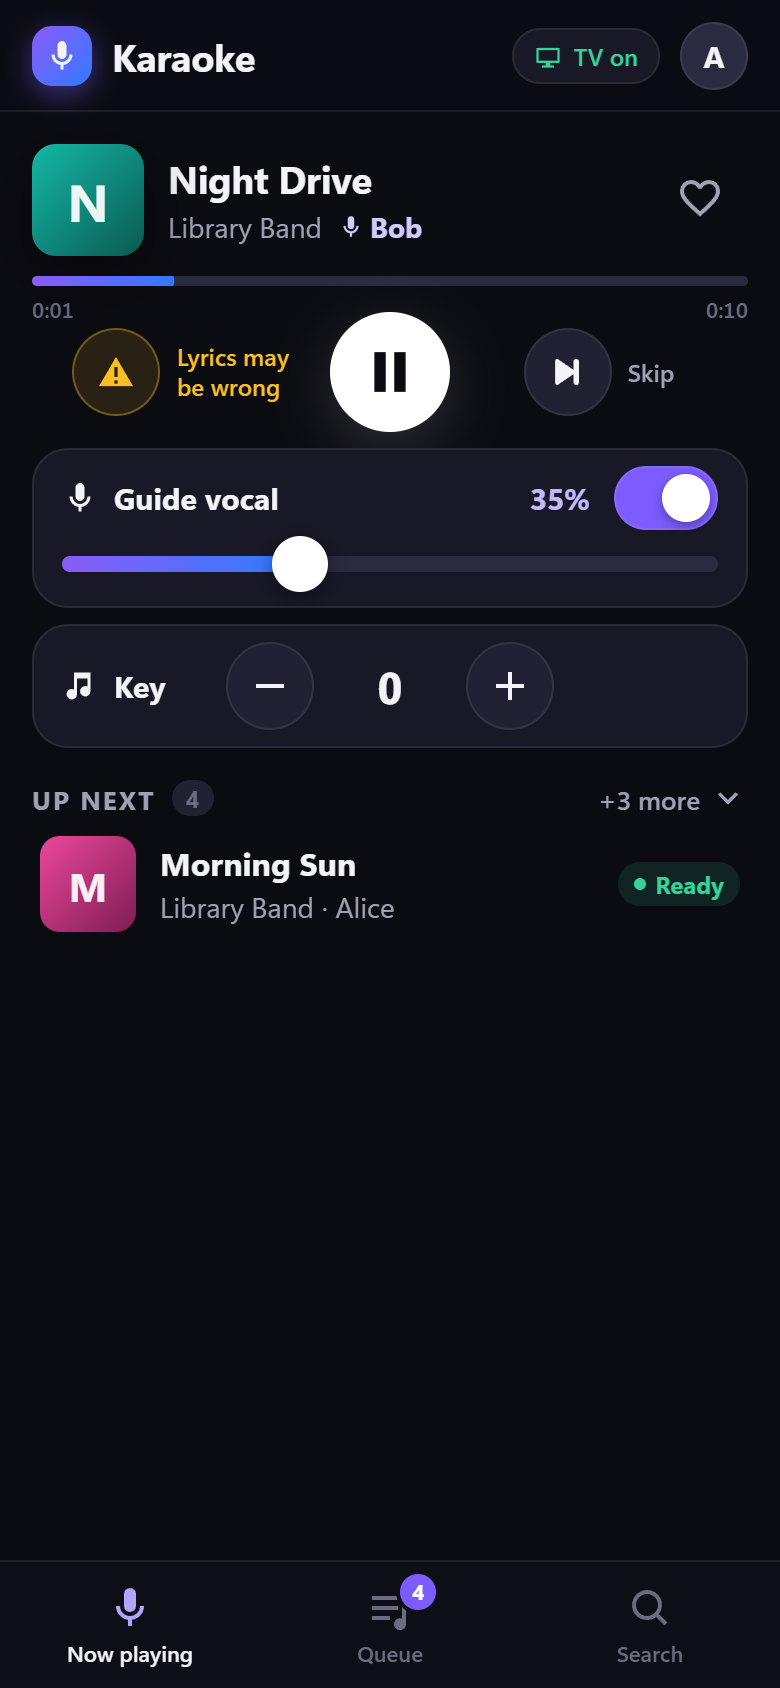 Karaoke
TV on
A
N
Night Drive
Library Band Bob
0:01
0:10
Lyrics may
be wrong
Skip
Guide vocal
35%
Key
0
UP NEXT 4
+3 more
M
Morning Sun
Library Band · Alice
Ready
Now playing
4
Queue
Search